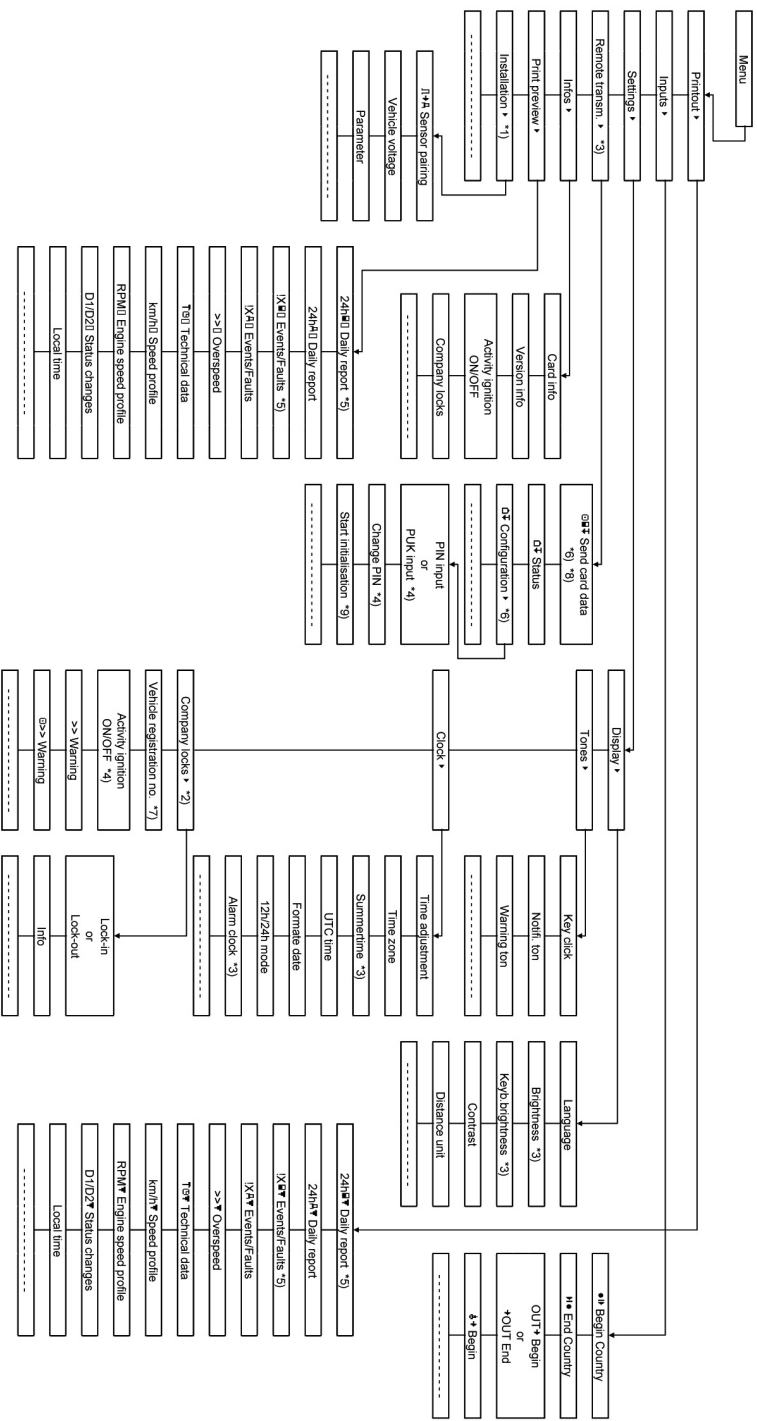 Menu
Printout ▸
Inputs ▸
Settings ▸
Remote transm. ▸ *3)
Infos ▸
Print preview ▸
Installation ▸ *1)
- - - - - - - - - - - - - -
Sensor pairing
Vehicle voltage
Parameter
- - - - - - - - - - - - - -
24h Daily report *5)
24h Daily report
!X Events/Faults *5)
!X Events/Faults
>> Overspeed
Technical data
km/h Speed profile
RPM Engine speed profile
D1/D2 Status changes
Local time
- - - - - - - - - - - - - -
Card info
Version info
Activity ignition
ON/OFF
Company locks
- - - - - - - - - - - - - -
Send card data
*6) *8)
Status
Configuration ▸ *6)
- - - - - - - - - - - - - -
PIN input
or
PUK input *4)
Change PIN *4)
Start initialisation *9)
- - - - - - - - - - - - - -
Display ▸
Tones ▸
Clock ▸
Company locks ▸ *2)
Vehicle registration no. *7)
Activity ignition
ON/OFF *4)
>> Warning
>> Warning
- - - - - - - - - - - - - -
Key click
Notifi. ton
Warning ton
- - - - - - - - - - - - - -
Time adjustment
Time zone
Summertime *3)
UTC time
Formate date
12h/24h mode
Alarm clock *3)
- - - - - - - - - - - - - -
Lock-in
or
Lock-out
Info
- - - - - - - - - - - - - -
Language
Brightness *3)
Keyb.brightness *3)
Contrast
Distance unit
- - - - - - - - - - - - - -
24h▼ Daily report *5)
24h▼ Daily report
!X▼ Events/Faults *5)
!X▼ Events/Faults
>>▼ Overspeed
▼ Technical data
km/h▼ Speed profile
RPM▼ Engine speed profile
D1/D2▼ Status changes
Local time
- - - - - - - - - - - - - -
Begin Country
End Country
OUT Begin
or
OUT End
Begin
- - - - - - - - - - - - - -